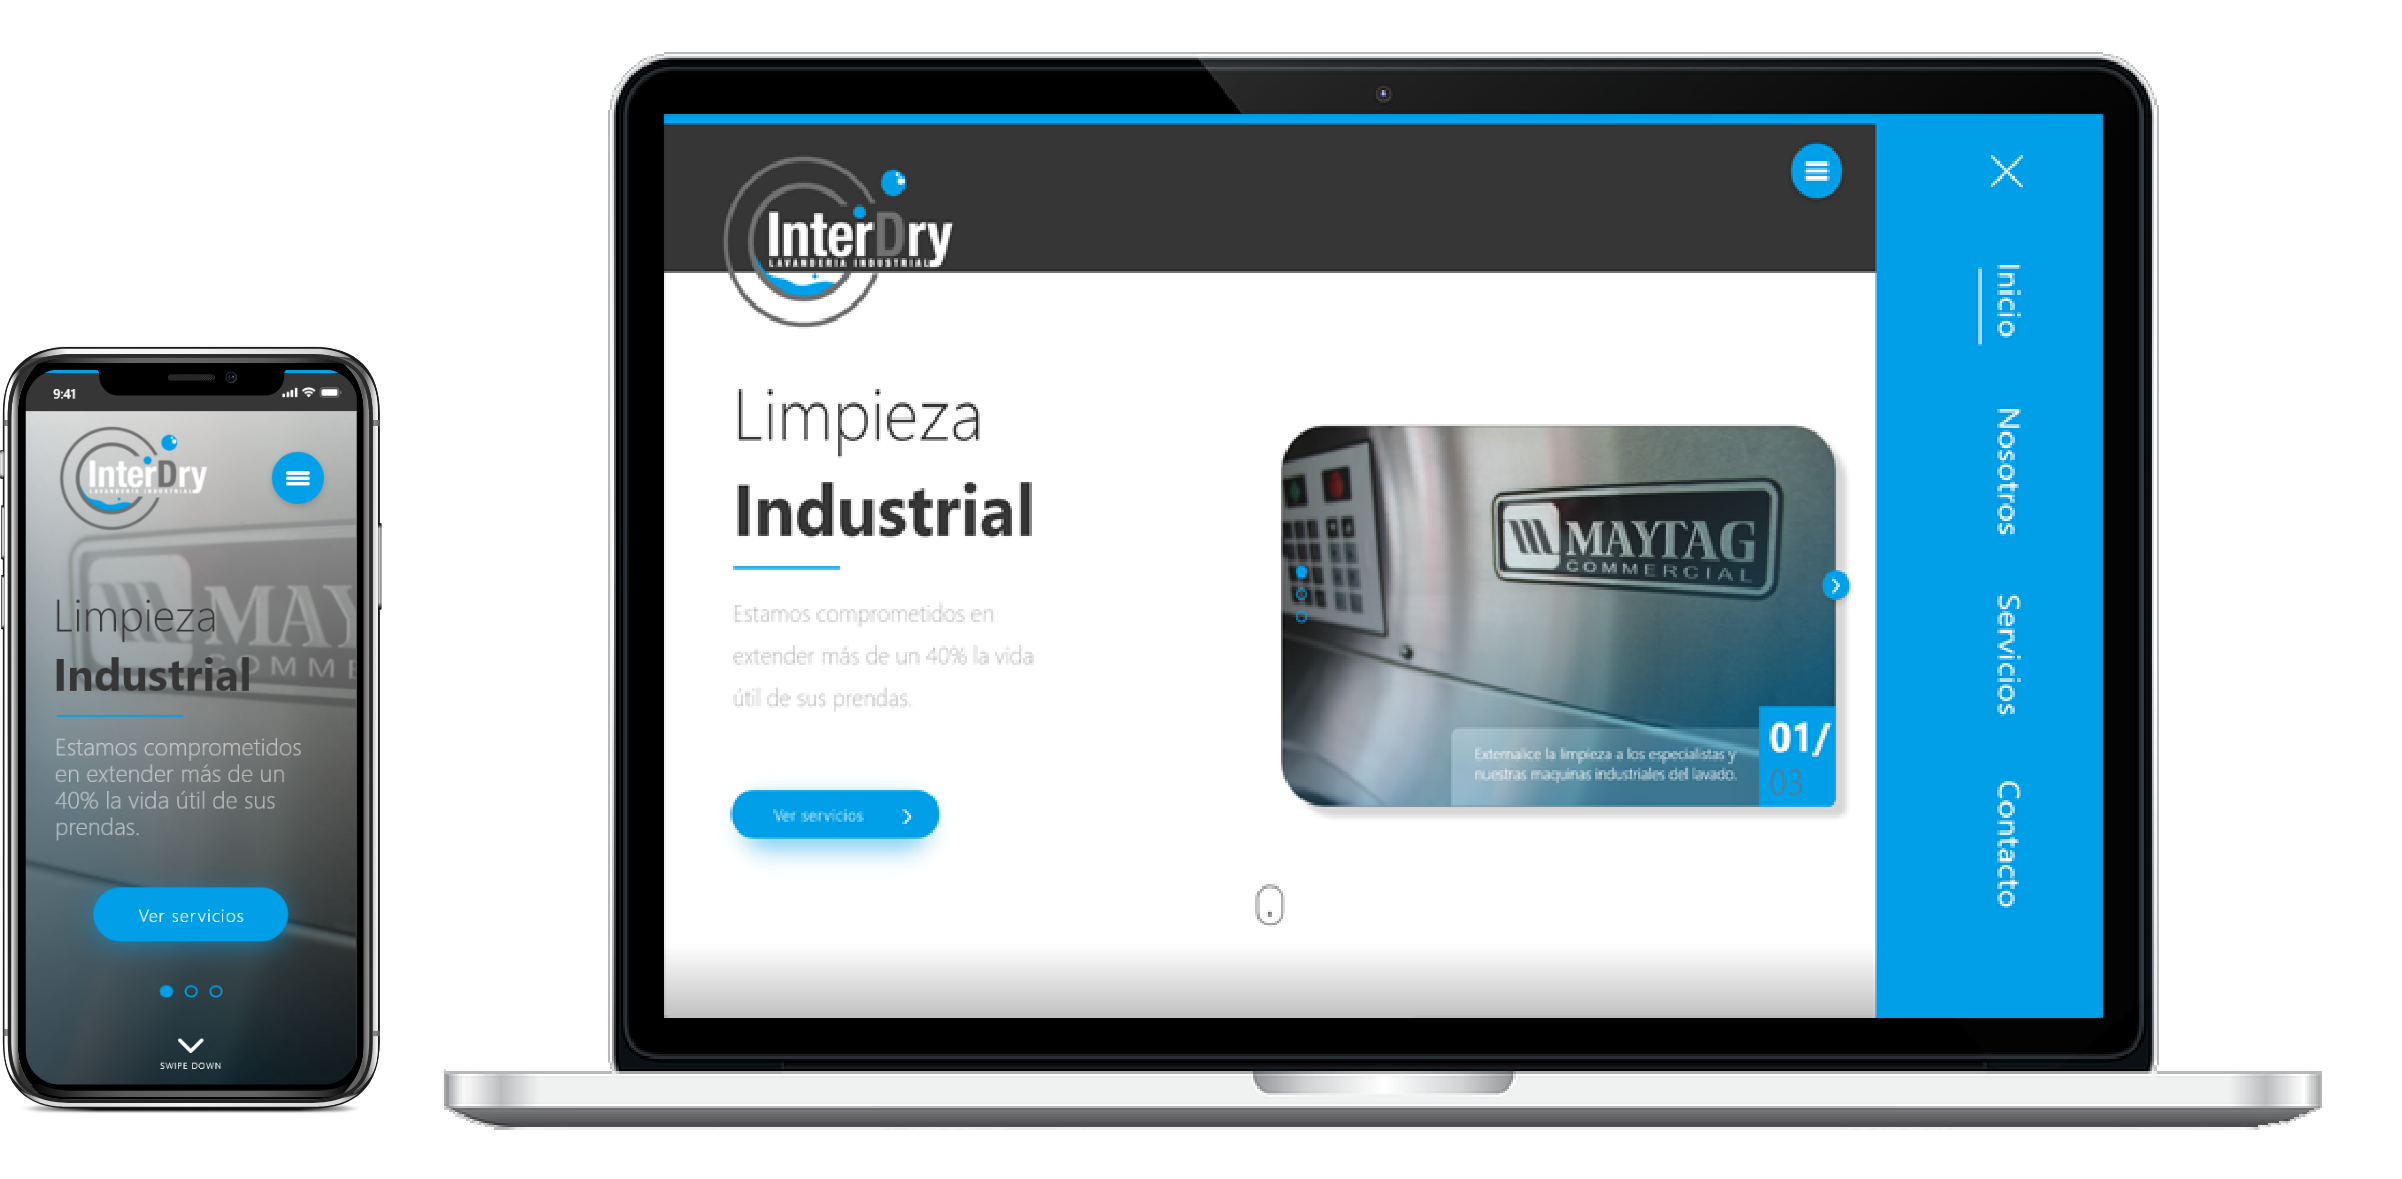 9:41
InterDry
LAVANDERIA INDUSTRIAL
MAY
COMME
Limpieza
Industrial
Estamos comprometidos
en extender más de un
40% la vida útil de sus
prendas.
Ver servicios
SWIPE DOWN
InterDry
LAVANDERIA INDUSTRIAL
Limpieza
Industrial
Estamos comprometidos en
extender más de un 40% la vida
útil de sus prendas.
Ver servicios
MAYTAG
COMMERCIAL
Externalice la limpieza a los especialistas y
nuestras maquinas industriales del lavado.
01/
03
Inicio
Nosotros
Servicios
Contacto